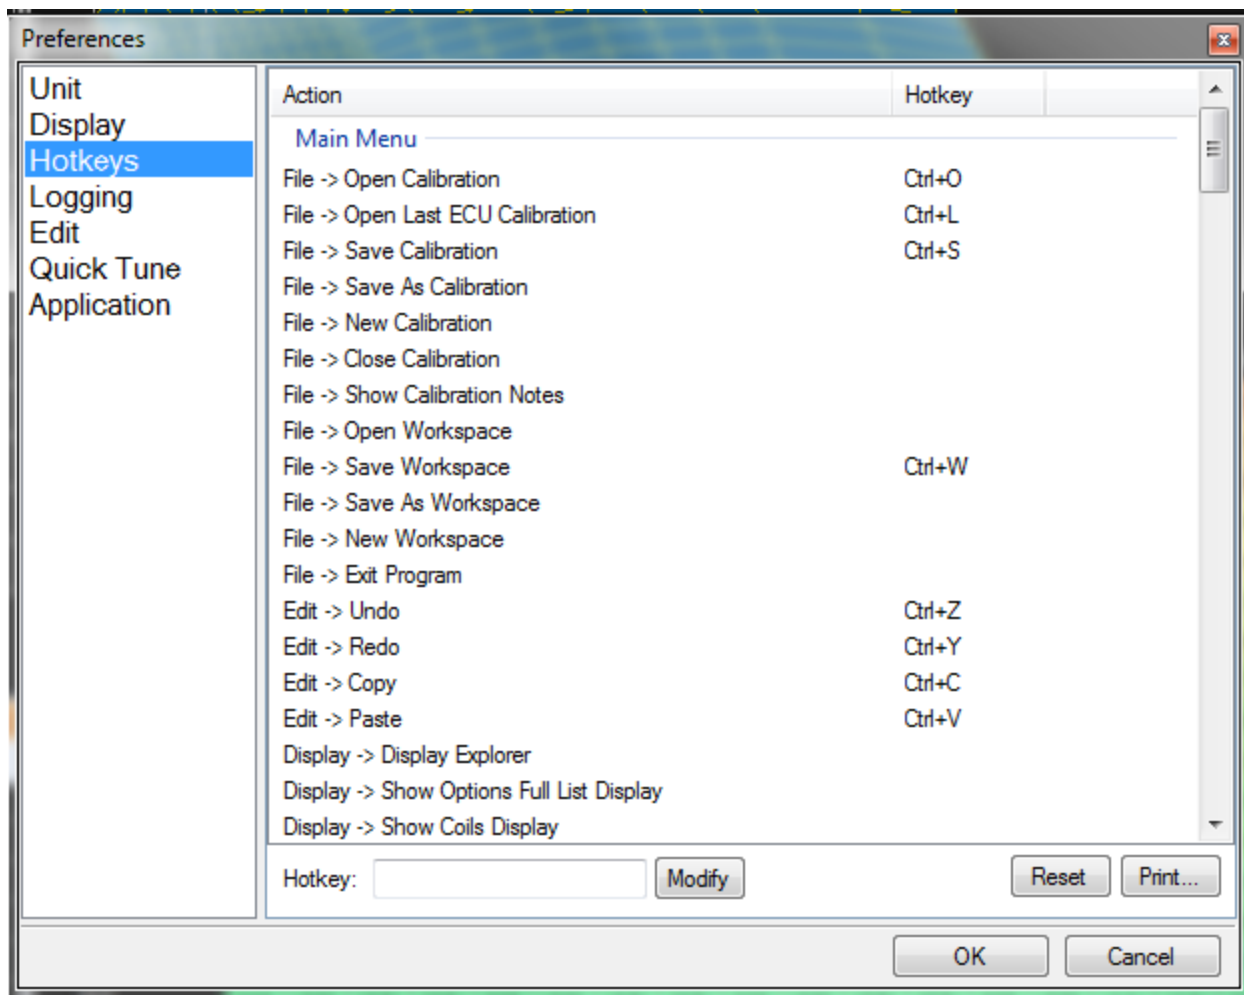 Preferences
Unit
Display
Hotkeys
Logging
Edit
Quick Tune
Application
Action Hotkey
Main Menu
File -> Open Calibration Ctrl+O
File -> Open Last ECU Calibration Ctrl+L
File -> Save Calibration Ctrl+S
File -> Save As Calibration
File -> New Calibration
File -> Close Calibration
File -> Show Calibration Notes
File -> Open Workspace
File -> Save Workspace Ctrl+W
File -> Save As Workspace
File -> New Workspace
File -> Exit Program
Edit -> Undo Ctrl+Z
Edit -> Redo Ctrl+Y
Edit -> Copy Ctrl+C
Edit -> Paste Ctrl+V
Display -> Display Explorer
Display -> Show Options Full List Display
Display -> Show Coils Display
Hotkey: Modify Reset Print...
OK Cancel